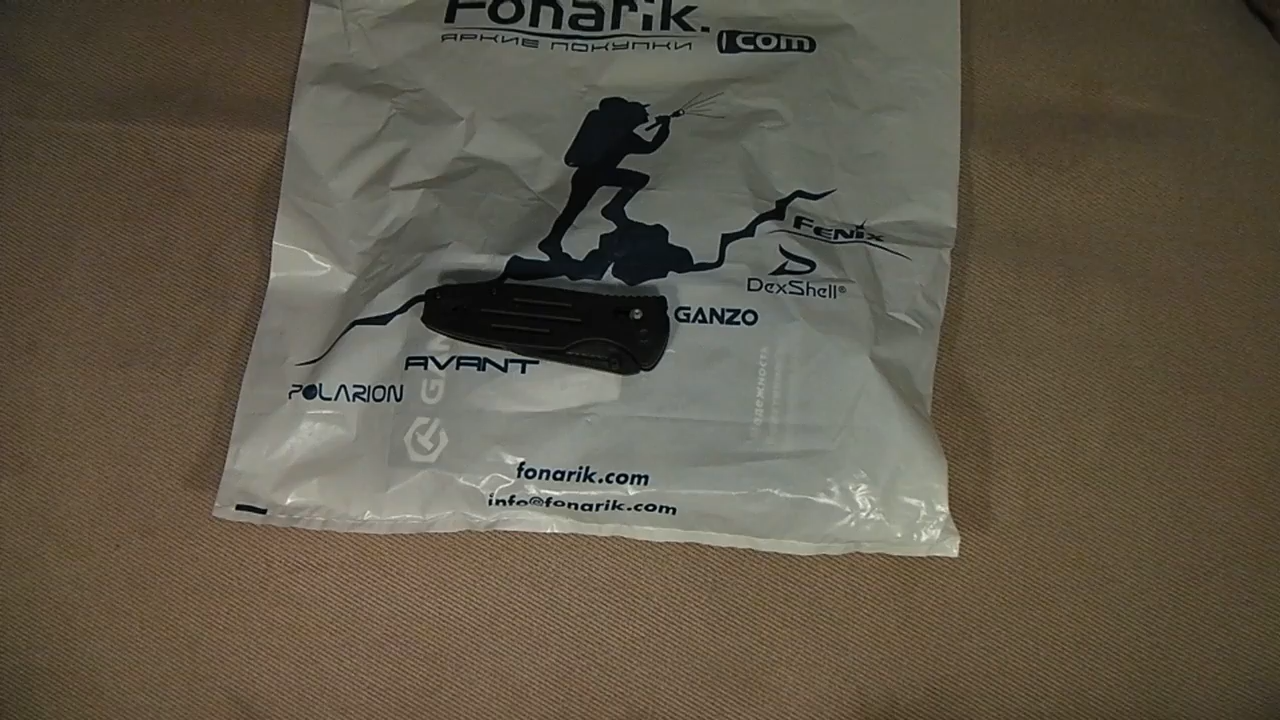 Fonarik.
ЯРКИЕ ПОКУПКИ
com
FENIX
DexShell®
GANZO
AVANT
POLARION
fonarik.com
info@fonarik.com